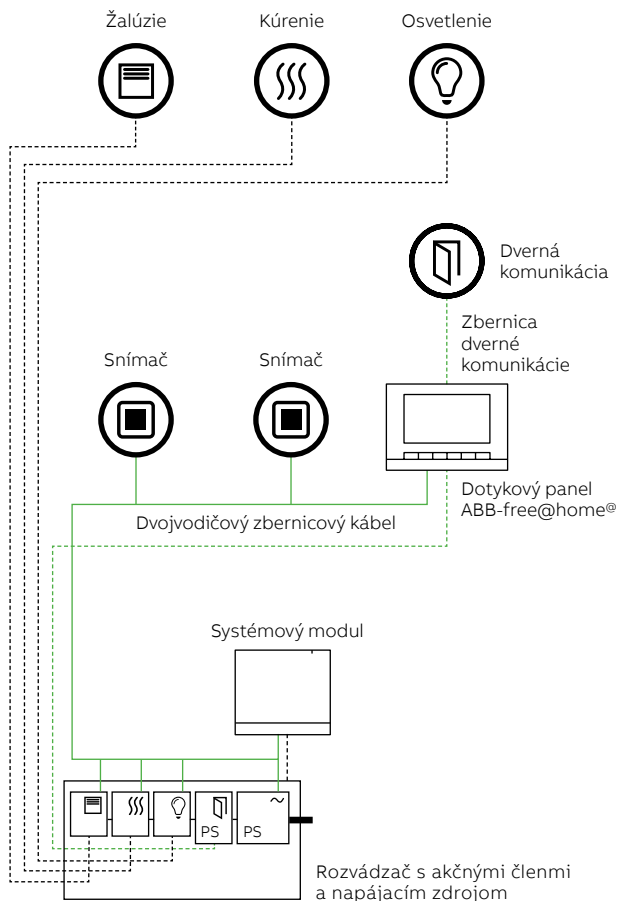 Žalúzie
Kúrenie
Osvetlenie
Dverná
komunikácia
Zbernica
dverné
komunikácie
Snímač
Snímač
Dotykový panel
ABB-free@home@
Dvojvodičový zbernicový kábel
Systémový modul
PS
PS
Rozvádzač s akčnými členmi
a napájacím zdrojom